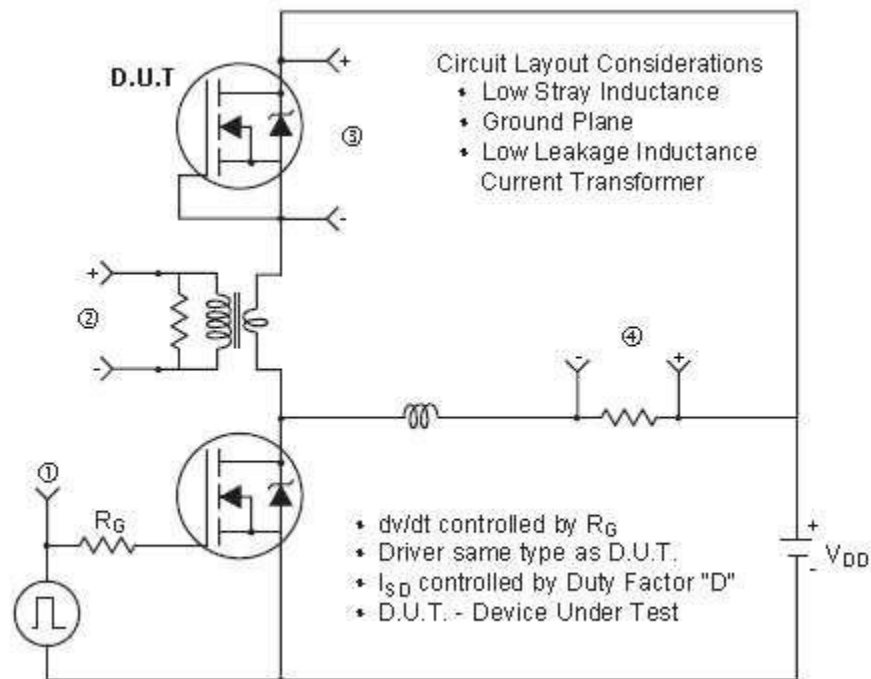 D.U.T
+
-
③
Circuit Layout Considerations
• Low Stray Inductance
• Ground Plane
• Low Leakage Inductance
Current Transformer
+
②
-
④
-
+
①
R_G
• dv/dt controlled by R_G
• Driver same type as D.U.T.
• I_SD controlled by Duty Factor "D"
• D.U.T. - Device Under Test
+
-
V_DD